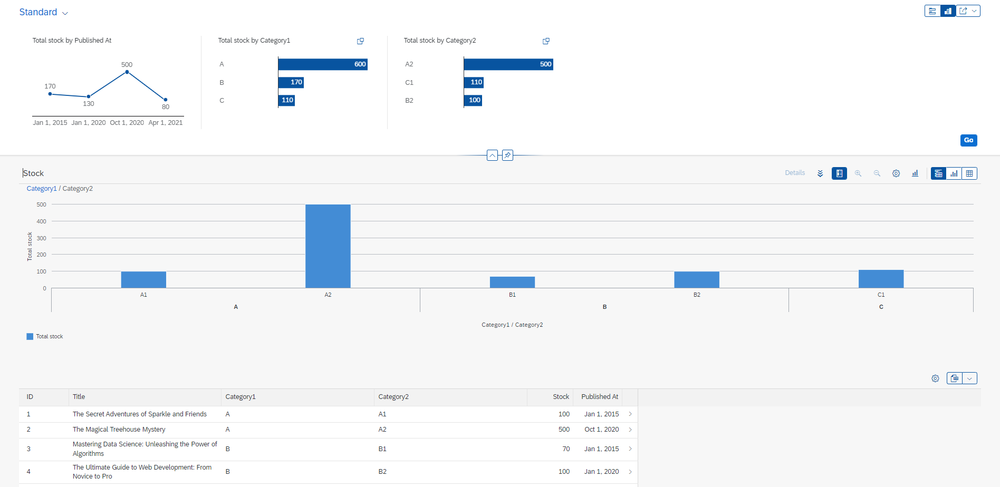 Standard
Total stock by Published At
170
130
500
80
Jan 1, 2015 Jan 1, 2020 Oct 1, 2020 Apr 1, 2021
Total stock by Category1
A 600
B 170
C 110
Total stock by Category2
A2 500
C1 110
B2 100
Go
Stock
Details
Category1 / Category2
Total stock
500
400
300
200
100
0
A1 A2 B1 B2 C1
A B C
Category1 / Category2
Total stock
ID Title Category1 Category2 Stock Published At
1 The Secret Adventures of Sparkle and Friends A A1 100 Jan 1, 2015
2 The Magical Treehouse Mystery A A2 500 Oct 1, 2020
3 Mastering Data Science: Unleashing the Power of
Algorithms B B1 70 Jan 1, 2015
4 The Ultimate Guide to Web Development: From
Novice to Pro B B2 100 Jan 1, 2020